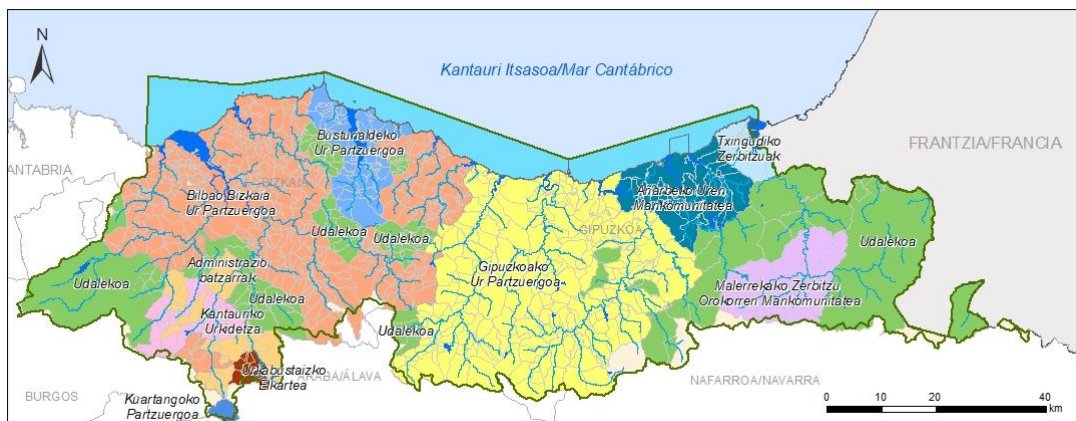 N
Kantauri Itsasoa/Mar Cantábrico
FRANTZIA/FRANCIA
ANTABRIA
BIZKAIA
GIPUZKOA
Busturialdeko
Ur Partzuergoa
Txingudiko
Zerbitzuak
Bilbao Bizkaia
Ur Partzuergoa
Añarbeko Uren
Mankomunitatea
Udalekoa
Udalekoa
Udalekoa
Administrazio
batzarrak
Udalekoa
Gipuzkoako
Ur Partzuergoa
Malerrekako Zerbitzu
Orokorren Mankomunitatea
Udalekoa
Kantauriko
Urkidetza
Udalekoa
Urkabustaizko
Elkartea
ARABA/ÁLAVA
NAFARROA/NAVARRA
BURGOS
Kuartangoko
Partzuergoa
0 10 20 40
km